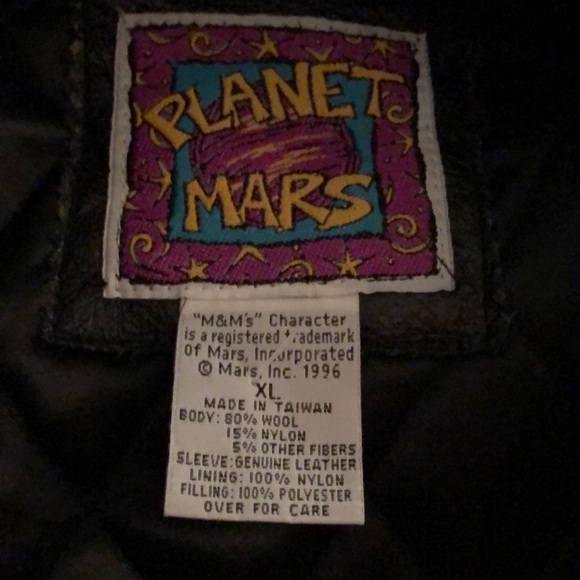 PLANET
MARS
"M&M's" Character
is a registered trademark
of Mars, Incorporated
© Mars, Inc. 1996
XL
MADE IN TAIWAN
BODY: 80% WOOL
15% NYLON
5% OTHER FIBERS
SLEEVE:GENUINE LEATHER
LINING: 100% NYLON
FILLING: 100% POLYESTER
OVER FOR CARE